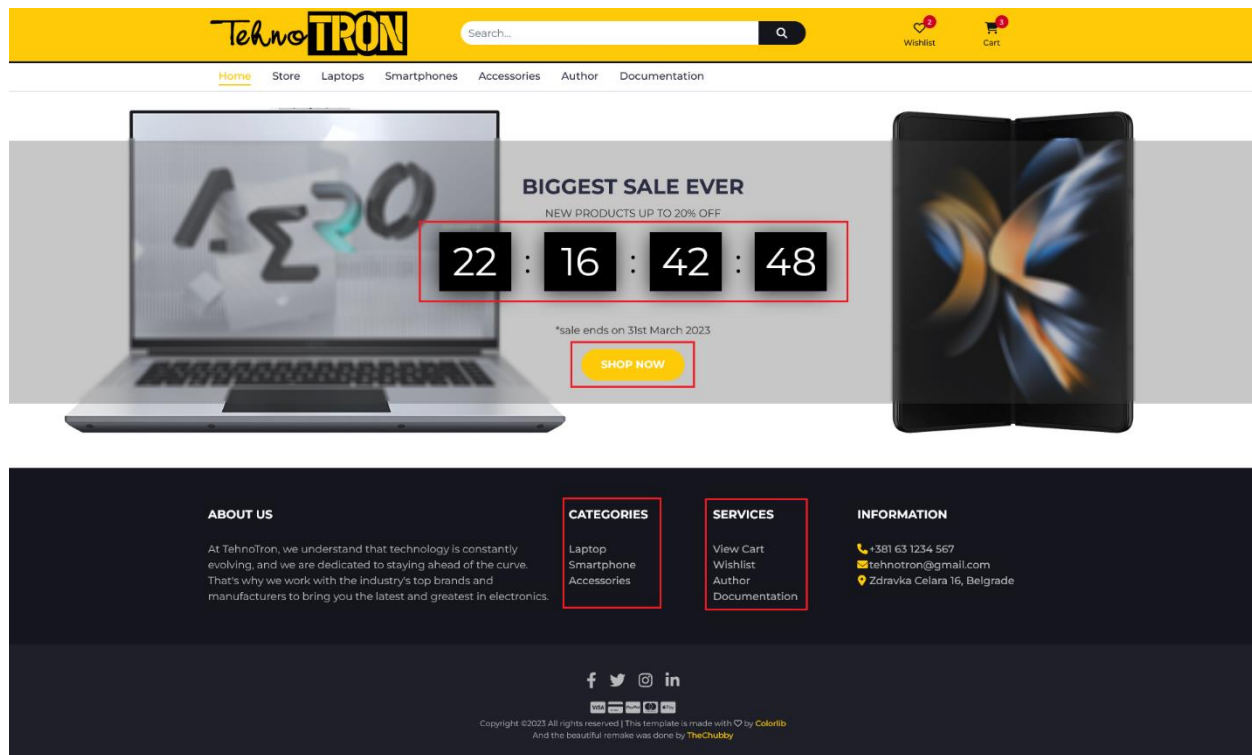 TehnoTRON
Search...
2
Wishlist
3
Cart
Home Store Laptops Smartphones Accessories Author Documentation
AERO
BIGGEST SALE EVER
NEW PRODUCTS UP TO 20% OFF
22 : 16 : 42 : 48
*sale ends on 31st March 2023
SHOP NOW
ABOUT US
At TehnoTron, we understand that technology is constantly
evolving, and we are dedicated to staying ahead of the curve.
That's why we work with the industry's top brands and
manufacturers to bring you the latest and greatest in electronics.
CATEGORIES
Laptop
Smartphone
Accessories
SERVICES
View Cart
Wishlist
Author
Documentation
INFORMATION
+381 63 1234 567
tehnotron@gmail.com
Zdravka Celara 16, Belgrade
VISA PayPal Pay
Copyright ©2023 All rights reserved | This template is made with ♡ by Colorlib
And the beautiful remake was done by TheChubby